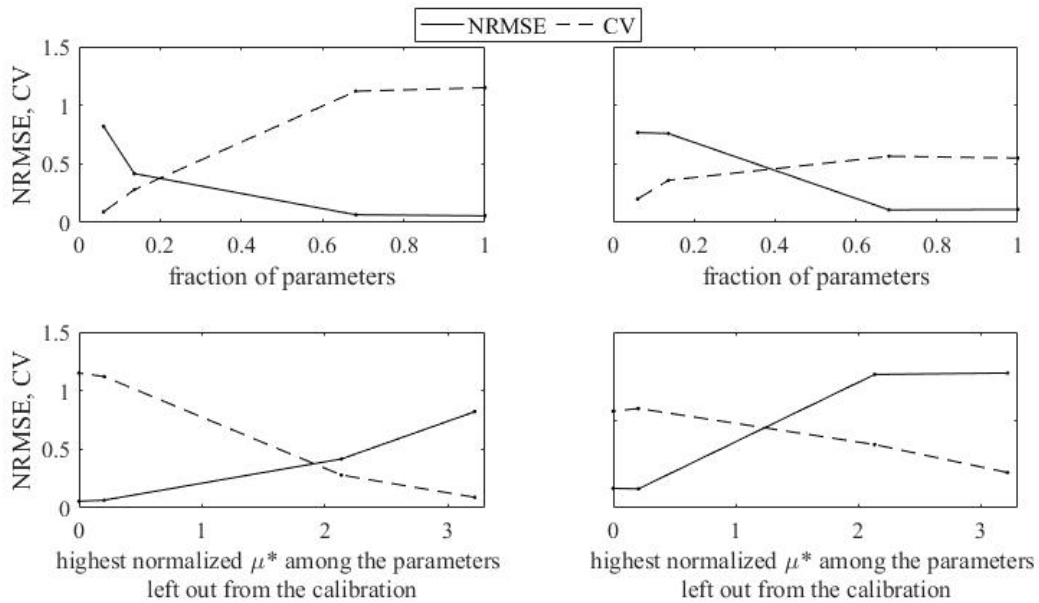 NRMSE CV
1.5
1
0.5
0
NRMSE, CV
0 0.2 0.4 0.6 0.8 1
fraction of parameters
0 0.2 0.4 0.6 0.8 1
fraction of parameters
1.5
1
0.5
0
NRMSE, CV
0 1 2 3
highest normalized μ* among the parameters
left out from the calibration
0 1 2 3
highest normalized μ* among the parameters
left out from the calibration